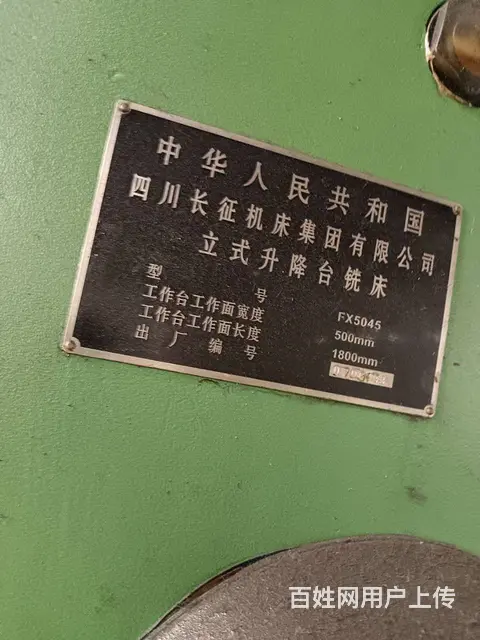 中华人民共和国
四川长征机床集团有限公司
立式升降台铣床
型号 FX5045
工作台工作面宽度 500mm
工作台工作面长度 1800mm
出厂编号
百姓网用户上传